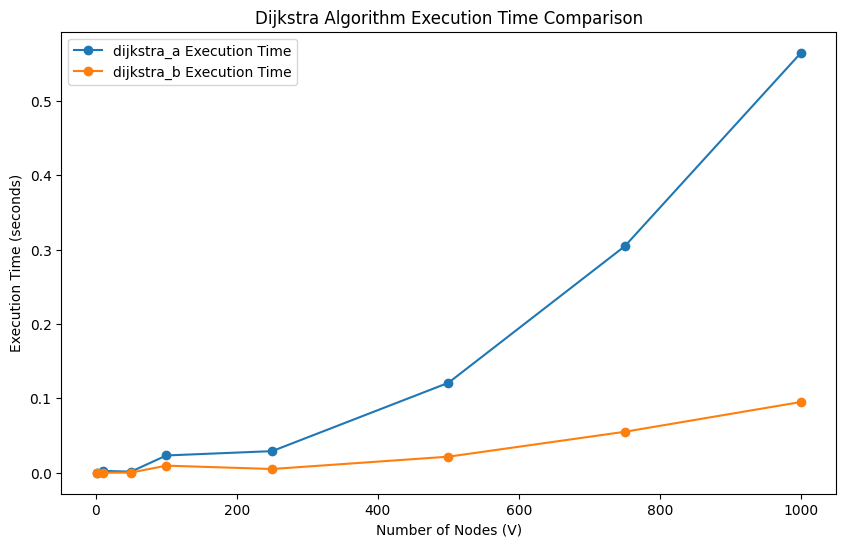 Dijkstra Algorithm Execution Time Comparison
dijkstra_a Execution Time
dijkstra_b Execution Time
Execution Time (seconds)
0.5
0.4
0.3
0.2
0.1
0.0
0
200
400
600
800
1000
Number of Nodes (V)